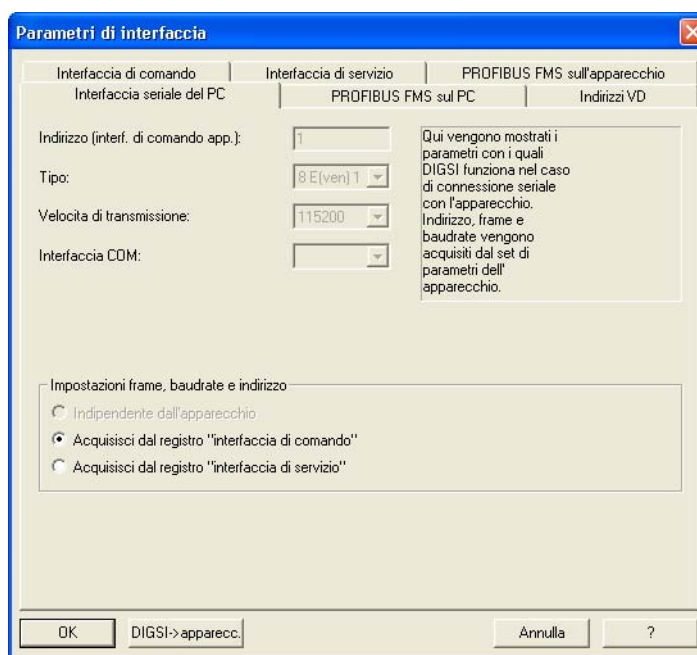 Parametri di interfaccia
Interfaccia di comando
Interfaccia di servizio
PROFIBUS FMS sull'apparecchio
Interfaccia seriale del PC
PROFIBUS FMS sul PC
Indirizzi VD
Indirizzo (interf. di comando app.):
1
Tipo:
8 E(ven) 1
Velocita di transmissione:
115200
Interfaccia COM:
Qui vengono mostrati i
parametri con i quali
DIGSI funziona nel caso
di connessione seriale
con l'apparecchio.
Indirizzo, frame e
baudrate vengono
acquisiti dal set di
parametri dell'
apparecchio.
Impostazioni frame, baudrate e indirizzo
Indipendente dall'apparecchio
Acquisisci dal registro "interfaccia di comando"
Acquisisci dal registro "interfaccia di servizio"
OK
DIGSI->apparecc.
Annulla
?